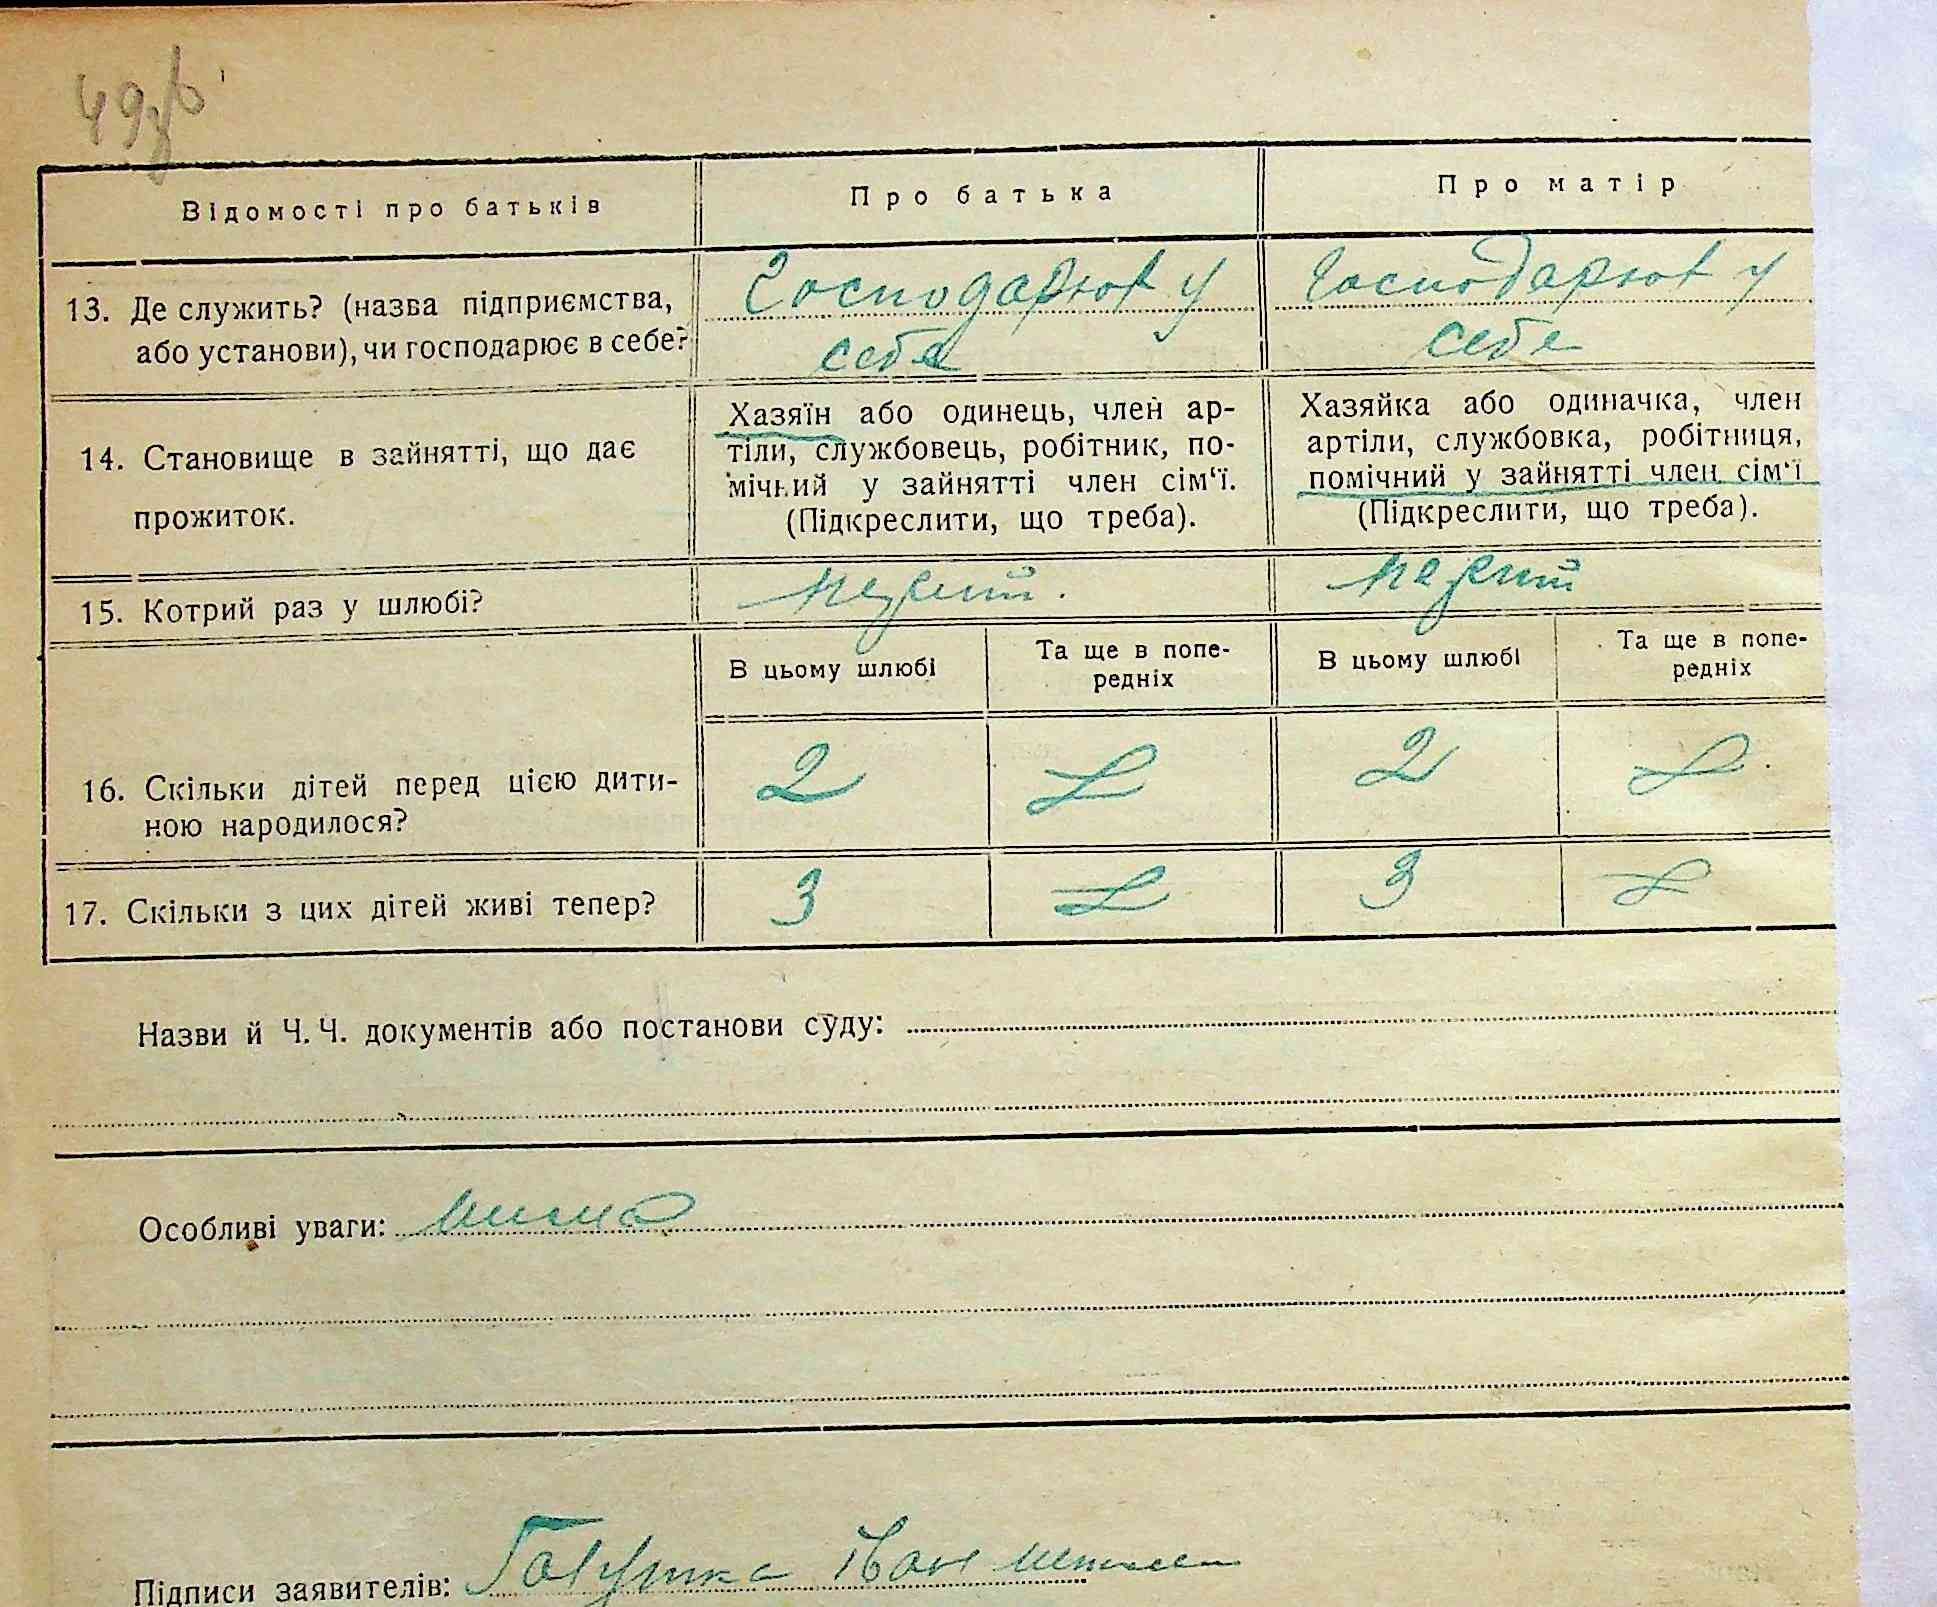 49зв
Відомості про батьків
Про батька
Про матір
13. Де служить? (назва підприємства,
або установи), чи господарює в себе?
Господарюет у
себе
Господарюет у
себе
14. Становище в зайнятті, що дає
прожиток.
Хазяїн або одинець, член ар-
тіли, службовець, робітник, по-
мічний у зайнятті член сім'ї.
(Підкреслити, що треба).
Хазяйка або одиначка, член
артіли, службовка, робітниця,
помічний у зайнятті член сім'ї
(Підкреслити, що треба).
15. Котрий раз у шлюбі?
первий.
первий
В цьому шлюбі
Та ще в попе-
редніх
В цьому шлюбі
Та ще в попе-
редніх
16. Скільки дітей перед цією дити-
ною народилося?
2
2
17. Скільки з цих дітей живі тепер?
3
3
Назви й Ч. Ч. документів або постанови суду:
Особливі уваги:
Підписи заявителів: Іван